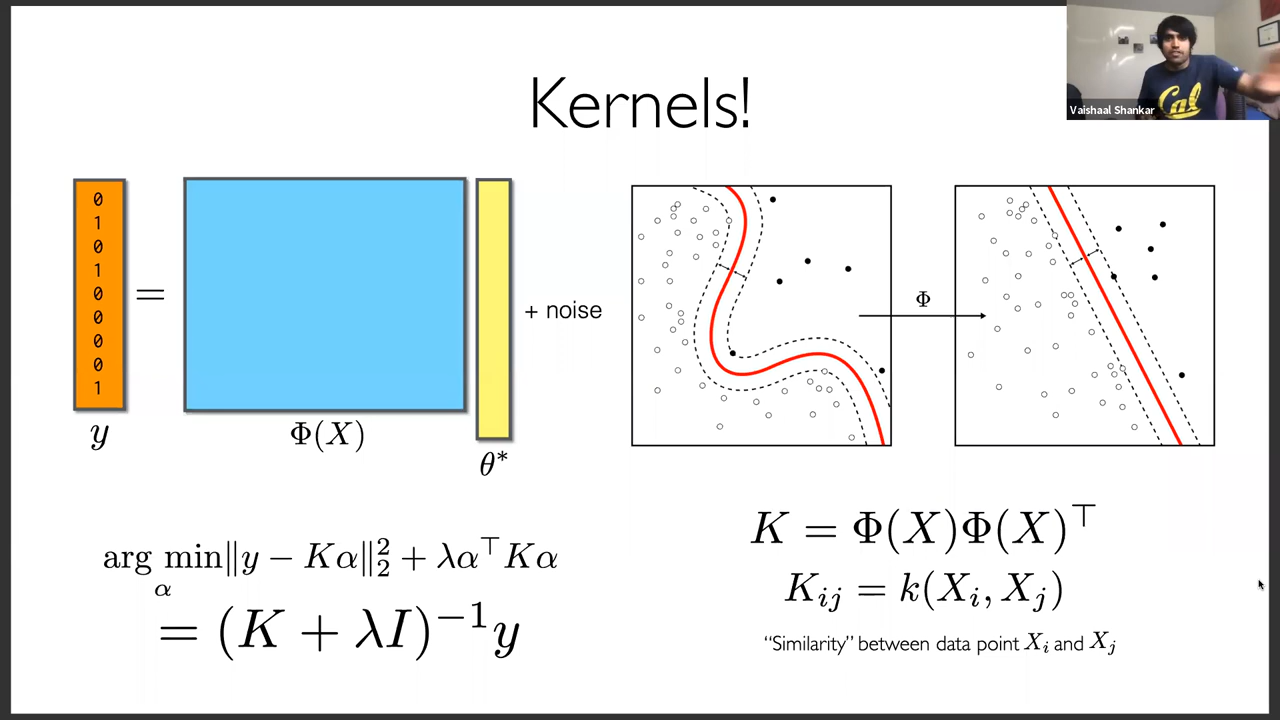 Kernels!
Cal
Vaishaal Shankar
0
1
0
1
0
0
0
0
1
=
+ noise
y
Φ(X)
θ*
Φ
arg min‖y − Kα‖₂² + λα⊤Kα
α
= (K + λI)⁻¹y
K = Φ(X)Φ(X)⊤
Kᵢⱼ = k(Xᵢ, Xⱼ)
“Similarity” between data point Xᵢ and Xⱼ